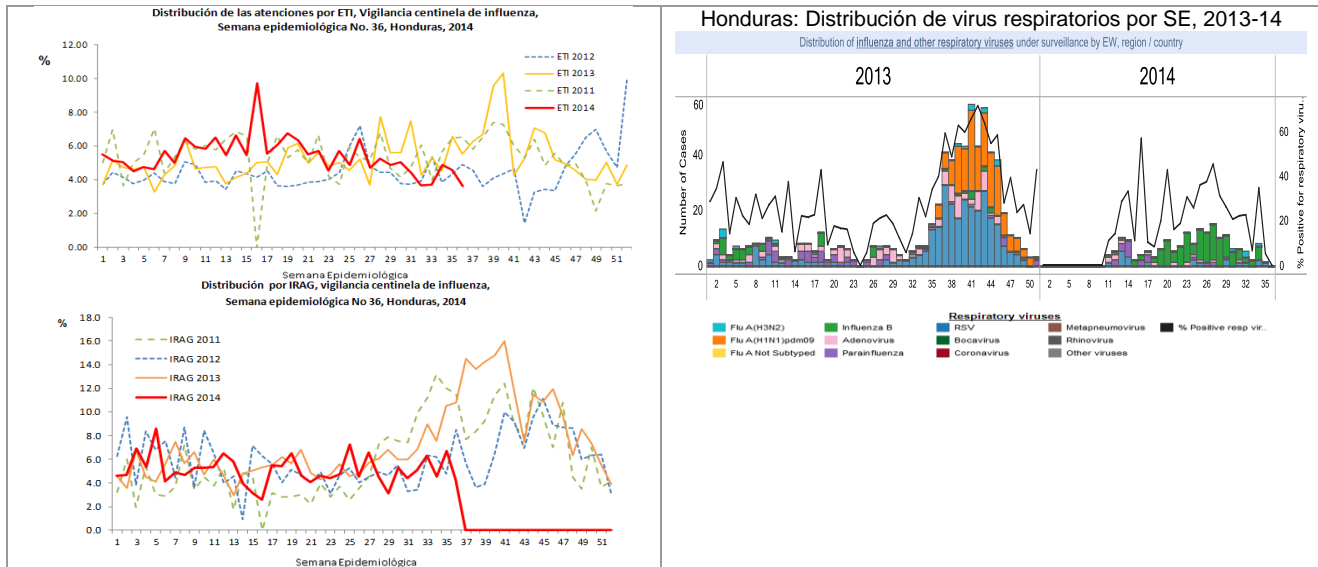 Distribución de las atenciones por ETI, Vigilancia centinela de influenza,
Semana epidemiológica No. 36, Honduras, 2014
%
12.00
10.00
8.00
6.00
4.00
2.00
0.00
ETI 2012
ETI 2013
ETI 2011
ETI 2014
1 3 5 7 9 11 13 15 17 19 21 23 25 27 29 31 33 35 37 39 41 43 45 47 49 51
Semana Epidemiológica
Distribución por IRAG, vigilancia centinela de influenza,
Semana epidemiológica No 36, Honduras, 2014
%
18.0
16.0
14.0
12.0
10.0
8.0
6.0
4.0
2.0
0.0
IRAG 2011
IRAG 2012
IRAG 2013
IRAG 2014
1 3 5 7 9 11 13 15 17 19 21 23 25 27 29 31 33 35 37 39 41 43 45 47 49 51
Semana Epidemiológica
Honduras: Distribución de virus respiratorios por SE, 2013-14
Distribution of influenza and other respiratory viruses under surveillance by EW, region / country
2013 2014
Number of Cases
60
40
20
0
% Positive for respiratory viru..
60
40
20
0
2 5 8 11 14 17 20 23 26 29 32 35 38 41 44 47 50 2 5 8 11 14 17 20 23 26 29 32 35
Respiratory viruses
Flu A(H3N2) Influenza B RSV Metapneumovirus % Positive resp vir..
Flu A(H1N1)pdm09 Adenovirus Bocavirus Rhinovirus
Flu A Not Subtyped Parainfluenza Coronavirus Other viruses